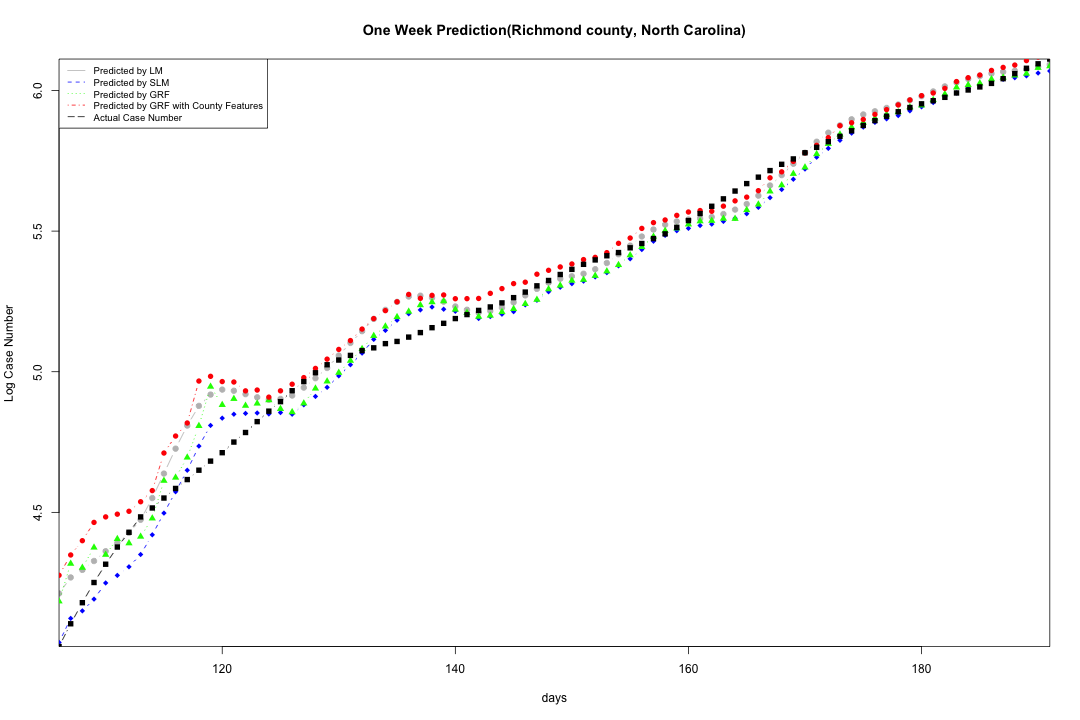 One Week Prediction(Richmond county, North Carolina)
Predicted by LM
Predicted by SLM
Predicted by GRF
Predicted by GRF with County Features
Actual Case Number
6.0
5.5
5.0
4.5
Log Case Number
120 140 160 180
days